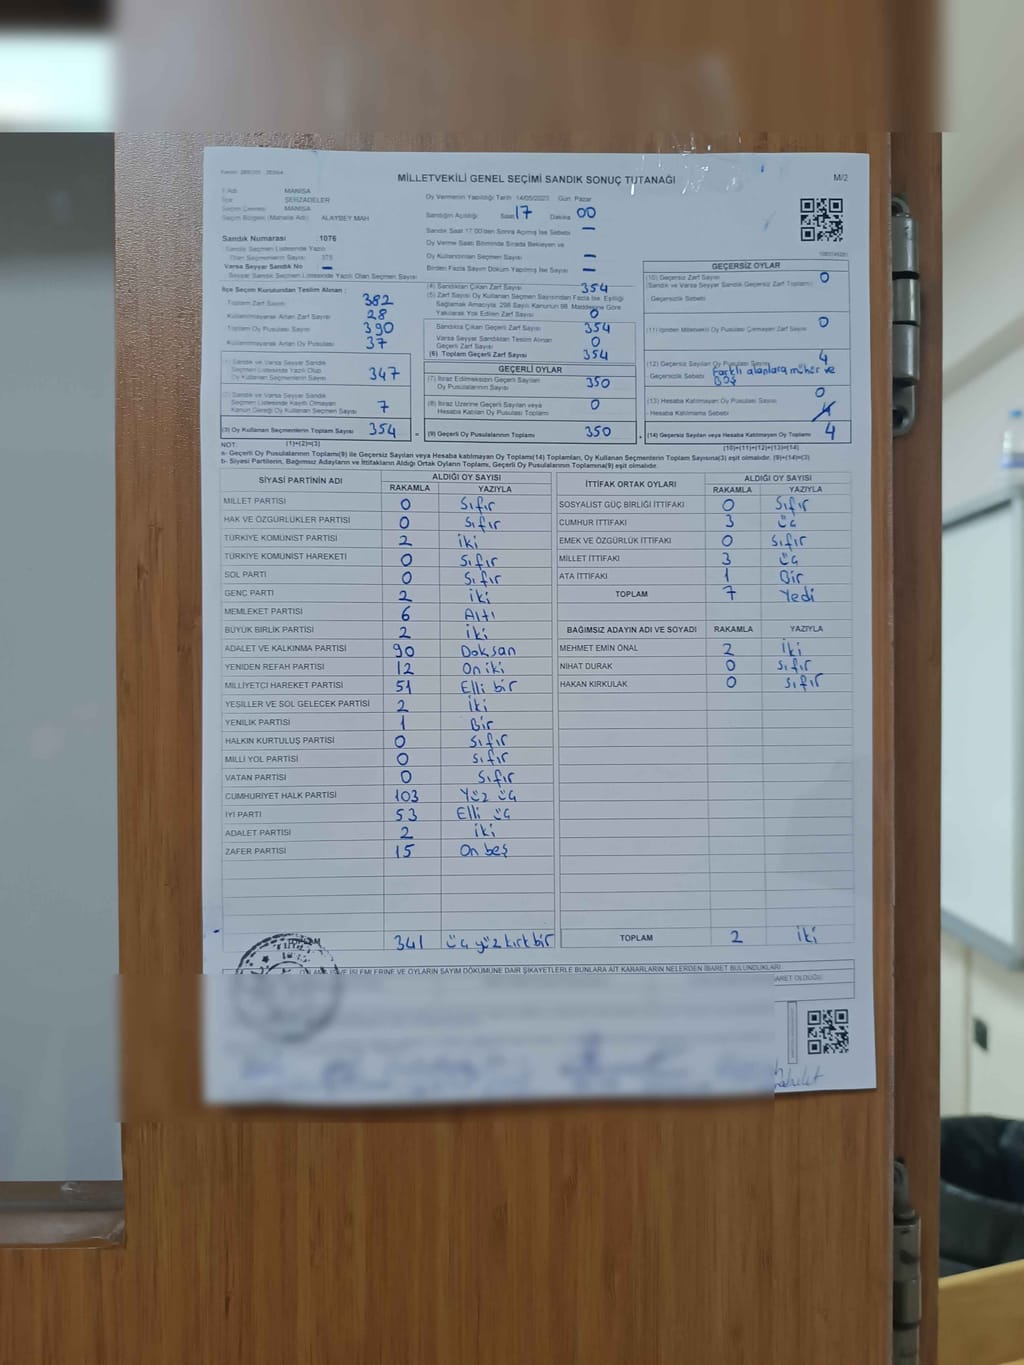 MİLLETVEKİLİ GENEL SEÇİMİ SANDIK SONUÇ TUTANAĞI
M/2
İl Adı MANİSA
İlçe ŞEHZADELER
Seçim Çevresi MANİSA
Seçim Bölgesi (Mahalle Adı) ALAYBEY MAH
Sandık Numarası 1076
Sandık Seçmen Listesinde Yazılı
Olan Seçmenlerin Sayısı 375
Varsa Seyyar Sandık No –
Seyyar Sandık Seçmen Listesinde Yazılı Olan Seçmen Sayısı
İlçe Seçim Kurulundan Teslim Alınan :
Toplam Zarf Sayısı 382
Kullanılmayarak Artan Zarf Sayısı 28
Toplam Oy Pusulası Sayısı 390
Kullanılmayarak Artan Oy Pusulası 37
(1) Sandık ve Varsa Seyyar Sandık
Seçmen Listesinde Yazılı Olup
Oy Kullanan Seçmenlerin Sayısı 347
(2) Sandık ve Varsa Seyyar Sandık
Seçmen Listesinde Kayıtlı Olmayan
Kanun Gereği Oy Kullanan Seçmen Sayısı 7
(3) Oy Kullanan Seçmenlerin Toplam Sayısı 354
(1)+(2)=(3)
Oy Vermenin Yapıldığı Tarih 14/05/2023 Gün Pazar
Sandığın Açıldığı Saat 17 Dakika 00
Sandık Saat 17.00'den Sonra Açılmış İse Sebebi –
Oy Verme Saati Bitiminde Sırada Bekleyen ve
Oy Kullandırılan Seçmen Sayısı –
Birden Fazla Sayım Döküm Yapılmış İse Sayısı –
(4) Sandıktan Çıkan Zarf Sayısı 354
(5) Zarf Sayısı Oy Kullanan Seçmen Sayısından Fazla İse, Eşitliği
Sağlamak Amacıyla 298 Sayılı Kanunun 98. Maddesine Göre
Yakılarak Yok Edilen Zarf Sayısı 0
Sandıkta Çıkan Geçerli Zarf Sayısı 354
Varsa Seyyar Sandıktan Teslim Alınan
Geçerli Zarf Sayısı 0
(6) Toplam Geçerli Zarf Sayısı 354
GEÇERLİ OYLAR
(7) İtiraz Edilmeksizin Geçerli Sayılan
Oy Pusulalarının Sayısı 350
(8) İtiraz Üzerine Geçerli Sayılan veya
Hesaba Katılan Oy Pusulası Toplamı 0
(9) Geçerli Oy Pusulalarının Toplamı 350
GEÇERSİZ OYLAR
(10) Geçersiz Zarf Sayısı 0
(Sandık ve Varsa Seyyar Sandık Geçersiz Zarf Toplamı)
- Geçersizlik Sebebi
(11) İçinden Milletvekili Oy Pusulası Çıkmayan Zarf Sayısı 0
(12) Geçersiz Sayılan Oy Pusulası Sayısı 4
- Geçersizlik Sebebi Farklı alanlara mühür ve
BOŞ
(13) Hesaba Katılmayan Oy Pusulası Sayısı 0
- Hesaba Katılmama Sebebi
(14) Geçersiz Sayılan veya Hesaba Katılmayan Oy Toplamı 4
(10)+(11)+(12)+(13)=(14)
NOT:
a- Geçerli Oy Pusulalarının Toplamı(9) ile Geçersiz Sayılan veya Hesaba katılmayan Oy Toplamı(14) Toplamları, Oy Kullanan Seçmenlerin Toplam Sayısına(3) eşit olmalıdır. (9)+(14)=(3)
b- Siyasi Partilerin, Bağımsız Adayların ve İttifakların Aldığı Ortak Oyların Toplamı, Geçerli Oy Pusulalarının Toplamına(9) eşit olmalıdır.
SİYASİ PARTİNİN ADI ALDIĞI OY SAYISI
RAKAMLA YAZIYLA
MİLLET PARTİSİ 0 Sıfır
HAK VE ÖZGÜRLÜKLER PARTİSİ 0 Sıfır
TÜRKİYE KOMÜNİST PARTİSİ 2 iki
TÜRKİYE KOMÜNİST HAREKETİ 0 Sıfır
SOL PARTİ 0 Sıfır
GENÇ PARTİ 2 iki
MEMLEKET PARTİSİ 6 Altı
BÜYÜK BİRLİK PARTİSİ 2 iki
ADALET VE KALKINMA PARTİSİ 90 Doksan
YENİDEN REFAH PARTİSİ 12 On iki
MİLLİYETÇİ HAREKET PARTİSİ 51 Elli bir
YEŞİLLER VE SOL GELECEK PARTİSİ 2 iki
YENİLİK PARTİSİ 1 Bir
HALKIN KURTULUŞ PARTİSİ 0 Sıfır
MİLLİ YOL PARTİSİ 0 Sıfır
VATAN PARTİSİ 0 Sıfır
CUMHURİYET HALK PARTİSİ 103 Yüz üç
İYİ PARTİ 53 Elli üç
ADALET PARTİSİ 2 iki
ZAFER PARTİSİ 15 On beş
341 üç yüz kırk bir
İTTİFAK ORTAK OYLARI ALDIĞI OY SAYISI
RAKAMLA YAZIYLA
SOSYALİST GÜÇ BİRLİĞİ İTTİFAKI 0 Sıfır
CUMHUR İTTİFAKI 3 üç
EMEK VE ÖZGÜRLÜK İTTİFAKI 0 Sıfır
MİLLET İTTİFAKI 3 üç
ATA İTTİFAKI 1 Bir
TOPLAM 7 Yedi
BAĞIMSIZ ADAYIN ADI VE SOYADI RAKAMLA YAZIYLA
MEHMET EMİN ÖNAL 2 iki
NİHAT DURAK 0 Sıfır
HAKAN KIRKULAK 0 Sıfır
TOPLAM 2 iki
İŞLEMLERİNE VE OYLARIN SAYIM DÖKÜMÜNE DAİR ŞİKAYETLERLE BUNLARA AİT KARARLARIN NELERDEN İBARET BULUNDUKLARI